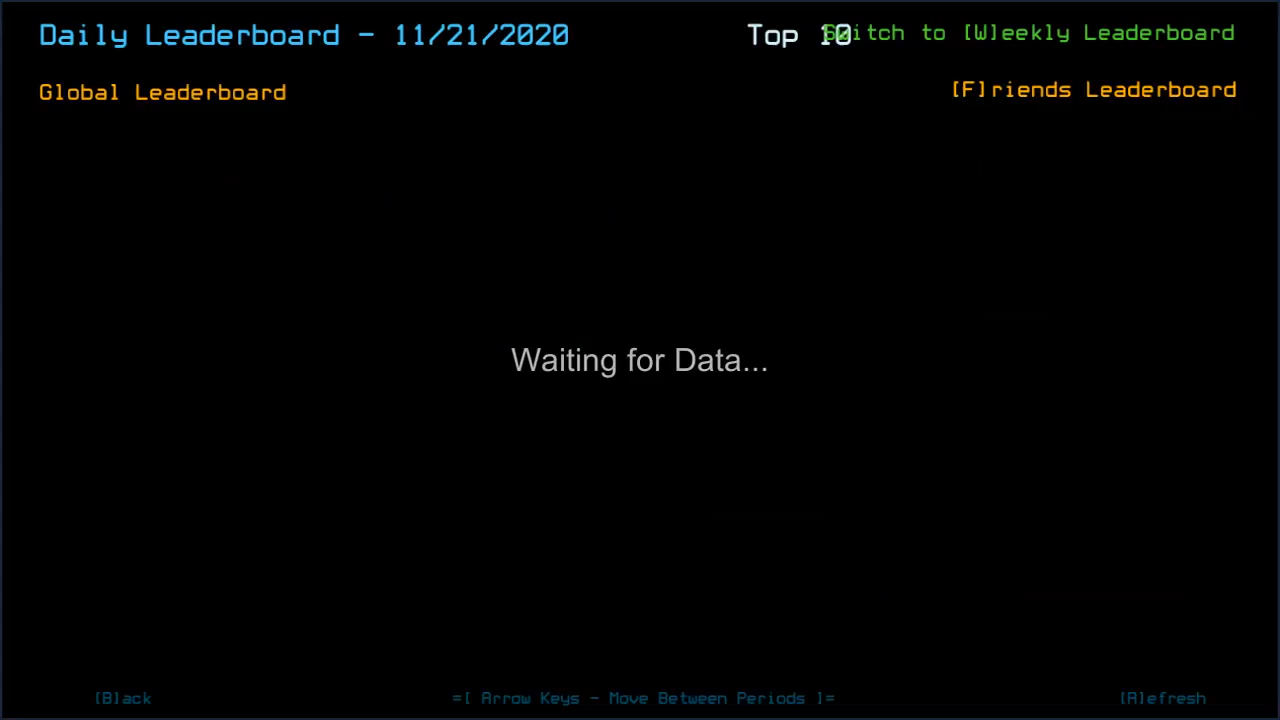 Daily Leaderboard - 11/21/2020 Top 10 Switch to [W]eekly Leaderboard
Global Leaderboard [F]riends Leaderboard
Waiting for Data...
[B]ack =[ Arrow Keys - Move Between Periods ]= [R]efresh